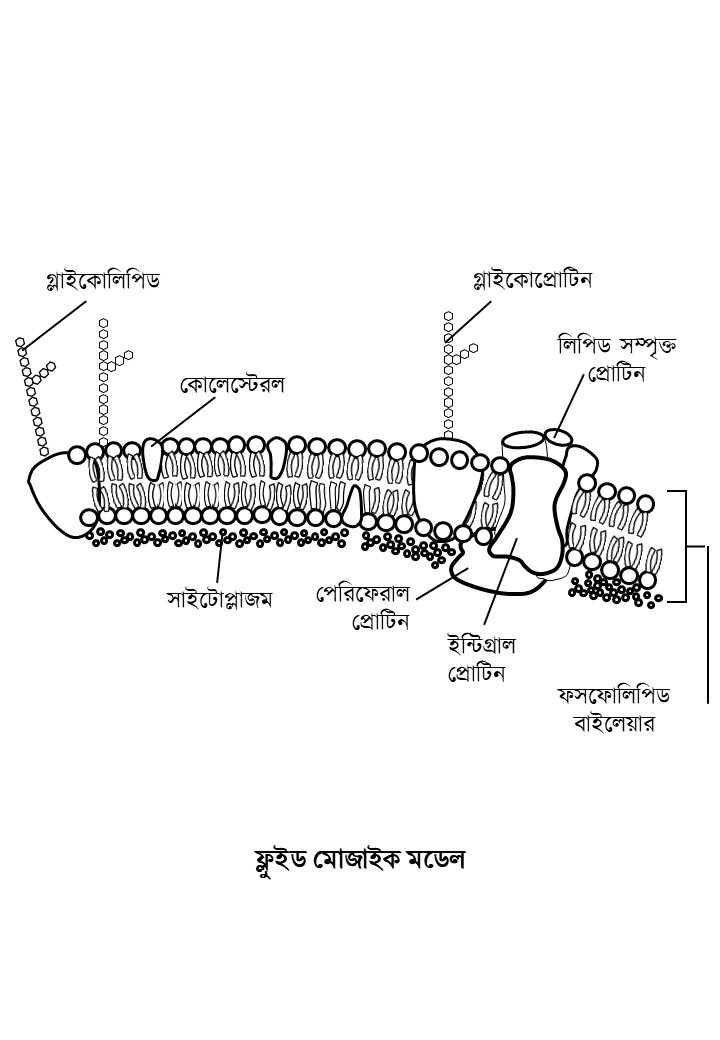 গ্লাইকোলিপিড
গ্লাইকোপ্রোটিন
লিপিড সম্পৃক্ত
প্রোটিন
কোলেস্টেরল
সাইটোপ্লাজম
পেরিফেরাল
প্রোটিন
ইন্টিগ্রাল
প্রোটিন
ফসফোলিপিড
বাইলেয়ার
ফ্লুইড মোজাইক মডেল